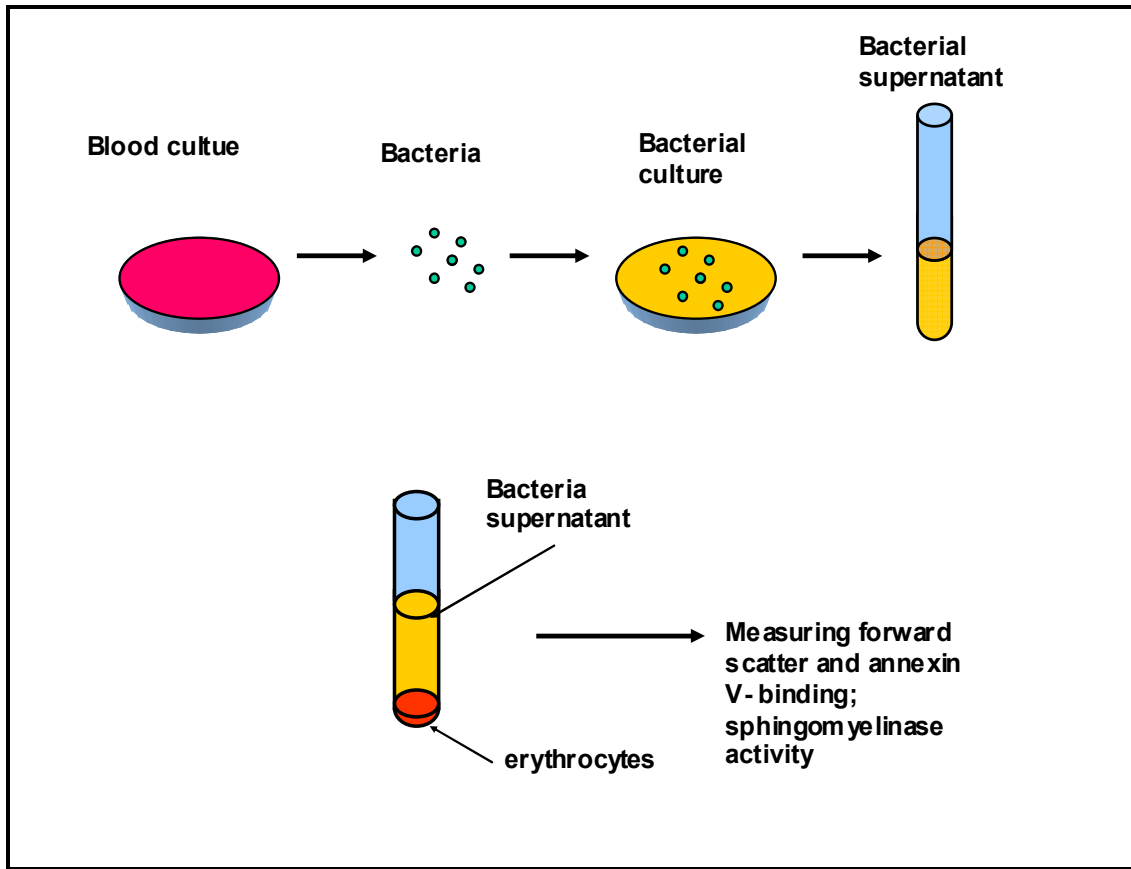 Blood cultue
Bacteria
Bacterial
culture
Bacterial
supernatant
Bacteria
supernatant
erythrocytes
Measuring forward
scatter and annexin
V- binding;
sphingomyelinase
activity